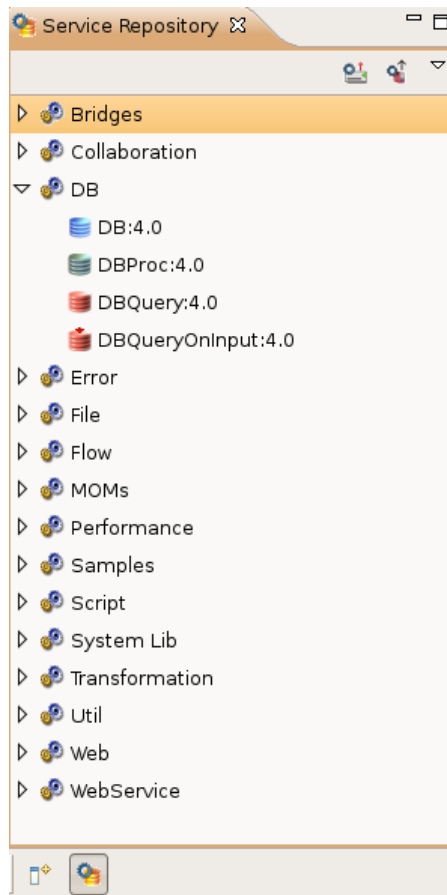 Service Repository
Bridges
Collaboration
DB
DB:4.0
DBProc:4.0
DBQuery:4.0
DBQueryOnInput:4.0
Error
File
Flow
MOMs
Performance
Samples
Script
System Lib
Transformation
Util
Web
WebService